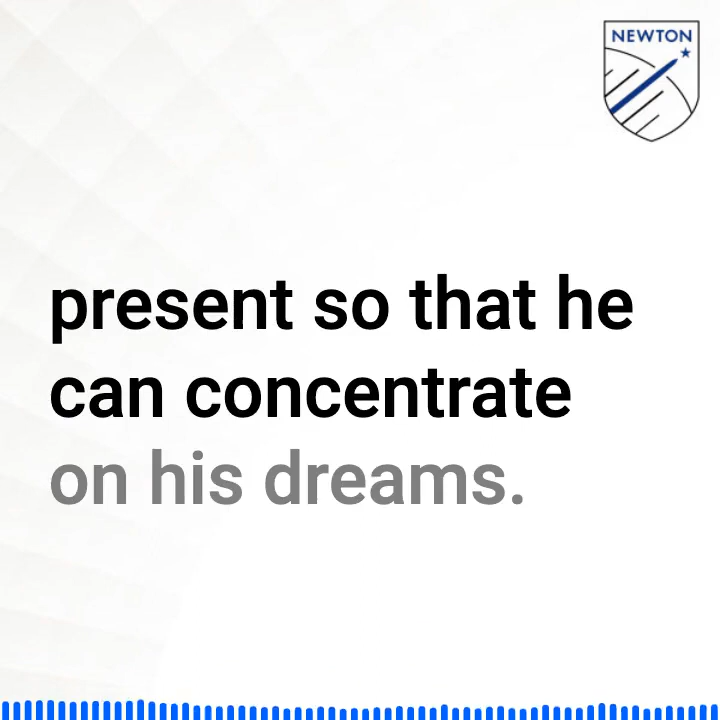 NEWTON
present so that he
can concentrate
on his dreams.